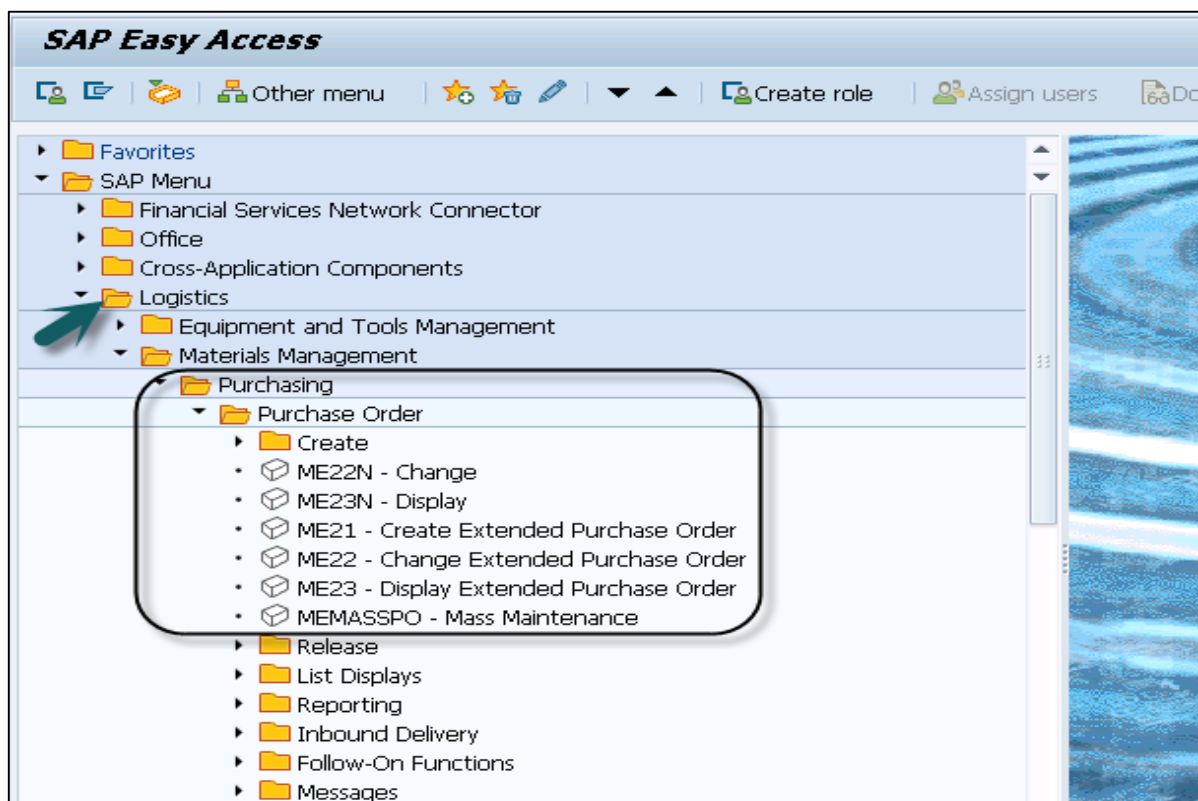 SAP Easy Access
Other menu Create role Assign users Do
Favorites
SAP Menu
Financial Services Network Connector
Office
Cross-Application Components
Logistics
Equipment and Tools Management
Materials Management
Purchasing
Purchase Order
Create
ME22N - Change
ME23N - Display
ME21 - Create Extended Purchase Order
ME22 - Change Extended Purchase Order
ME23 - Display Extended Purchase Order
MEMASSPO - Mass Maintenance
Release
List Displays
Reporting
Inbound Delivery
Follow-On Functions
Messages